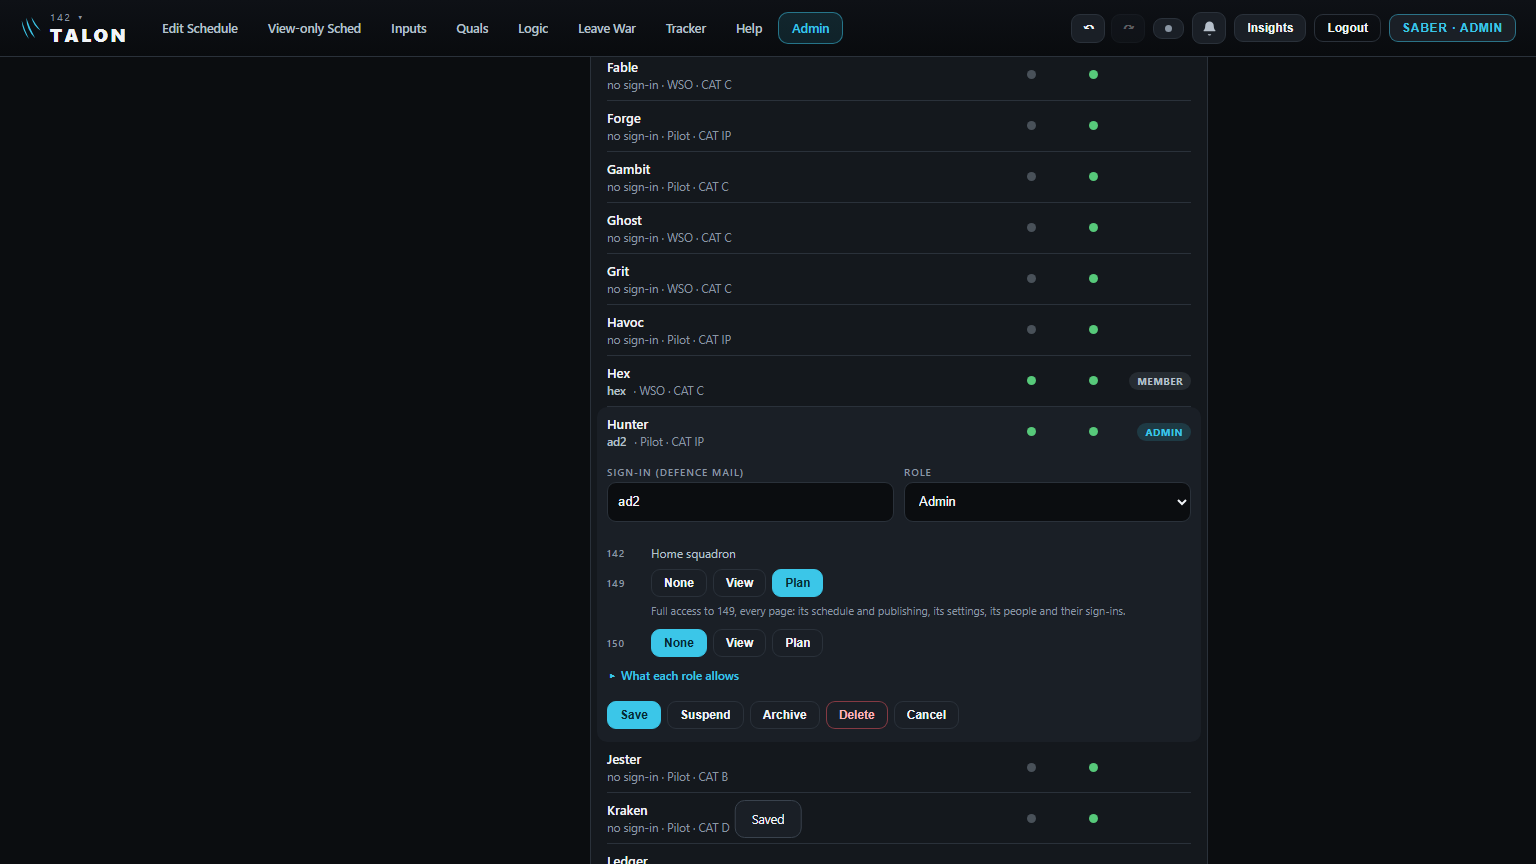 142 ▾
TALON
Edit Schedule
View-only Sched
Inputs
Quals
Logic
Leave War
Tracker
Help
Admin
Insights
Logout
SABER · ADMIN
Fable
no sign-in · WSO · CAT C
Forge
no sign-in · Pilot · CAT IP
Gambit
no sign-in · Pilot · CAT C
Ghost
no sign-in · WSO · CAT C
Grit
no sign-in · WSO · CAT C
Havoc
no sign-in · Pilot · CAT IP
Hex
hex · WSO · CAT C
MEMBER
Hunter
ad2 · Pilot · CAT IP
ADMIN
SIGN-IN (DEFENCE MAIL)
ROLE
ad2
Admin
142 Home squadron
149 None View Plan
Full access to 149, every page: its schedule and publishing, its settings, its people and their sign-ins.
150 None View Plan
▸ What each role allows
Save Suspend Archive Delete Cancel
Jester
no sign-in · Pilot · CAT B
Kraken
no sign-in · Pilot · CAT D
Saved
Ledger